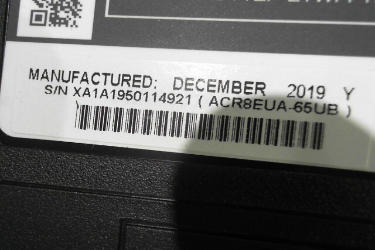 MANUFACTURED: DECEMBER 2019 Y
S/N XA1A1950114921 ( ACR8EUA-65UB )